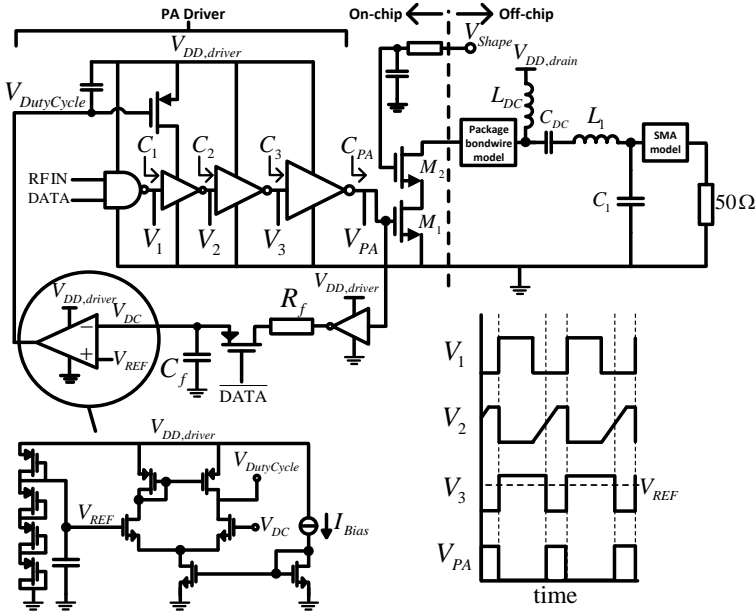 PA Driver
On-chip
Off-chip
V_Shape
V_DD,driver
V_DD,drain
V_DutyCycle
L_DC
C_DC
L_1
Package
bondwire
model
SMA
model
C_1
C_2
C_3
C_PA
M_2
M_1
C_1
50Ω
RFIN
DATA
V_1
V_2
V_3
V_PA
V_DD,driver
V_DD,driver
V_DC
R_f
V_REF
C_f
DATA
V_DD,driver
V_DutyCycle
V_REF
V_DC
I_Bias
V_1
V_2
V_3
V_REF
V_PA
time